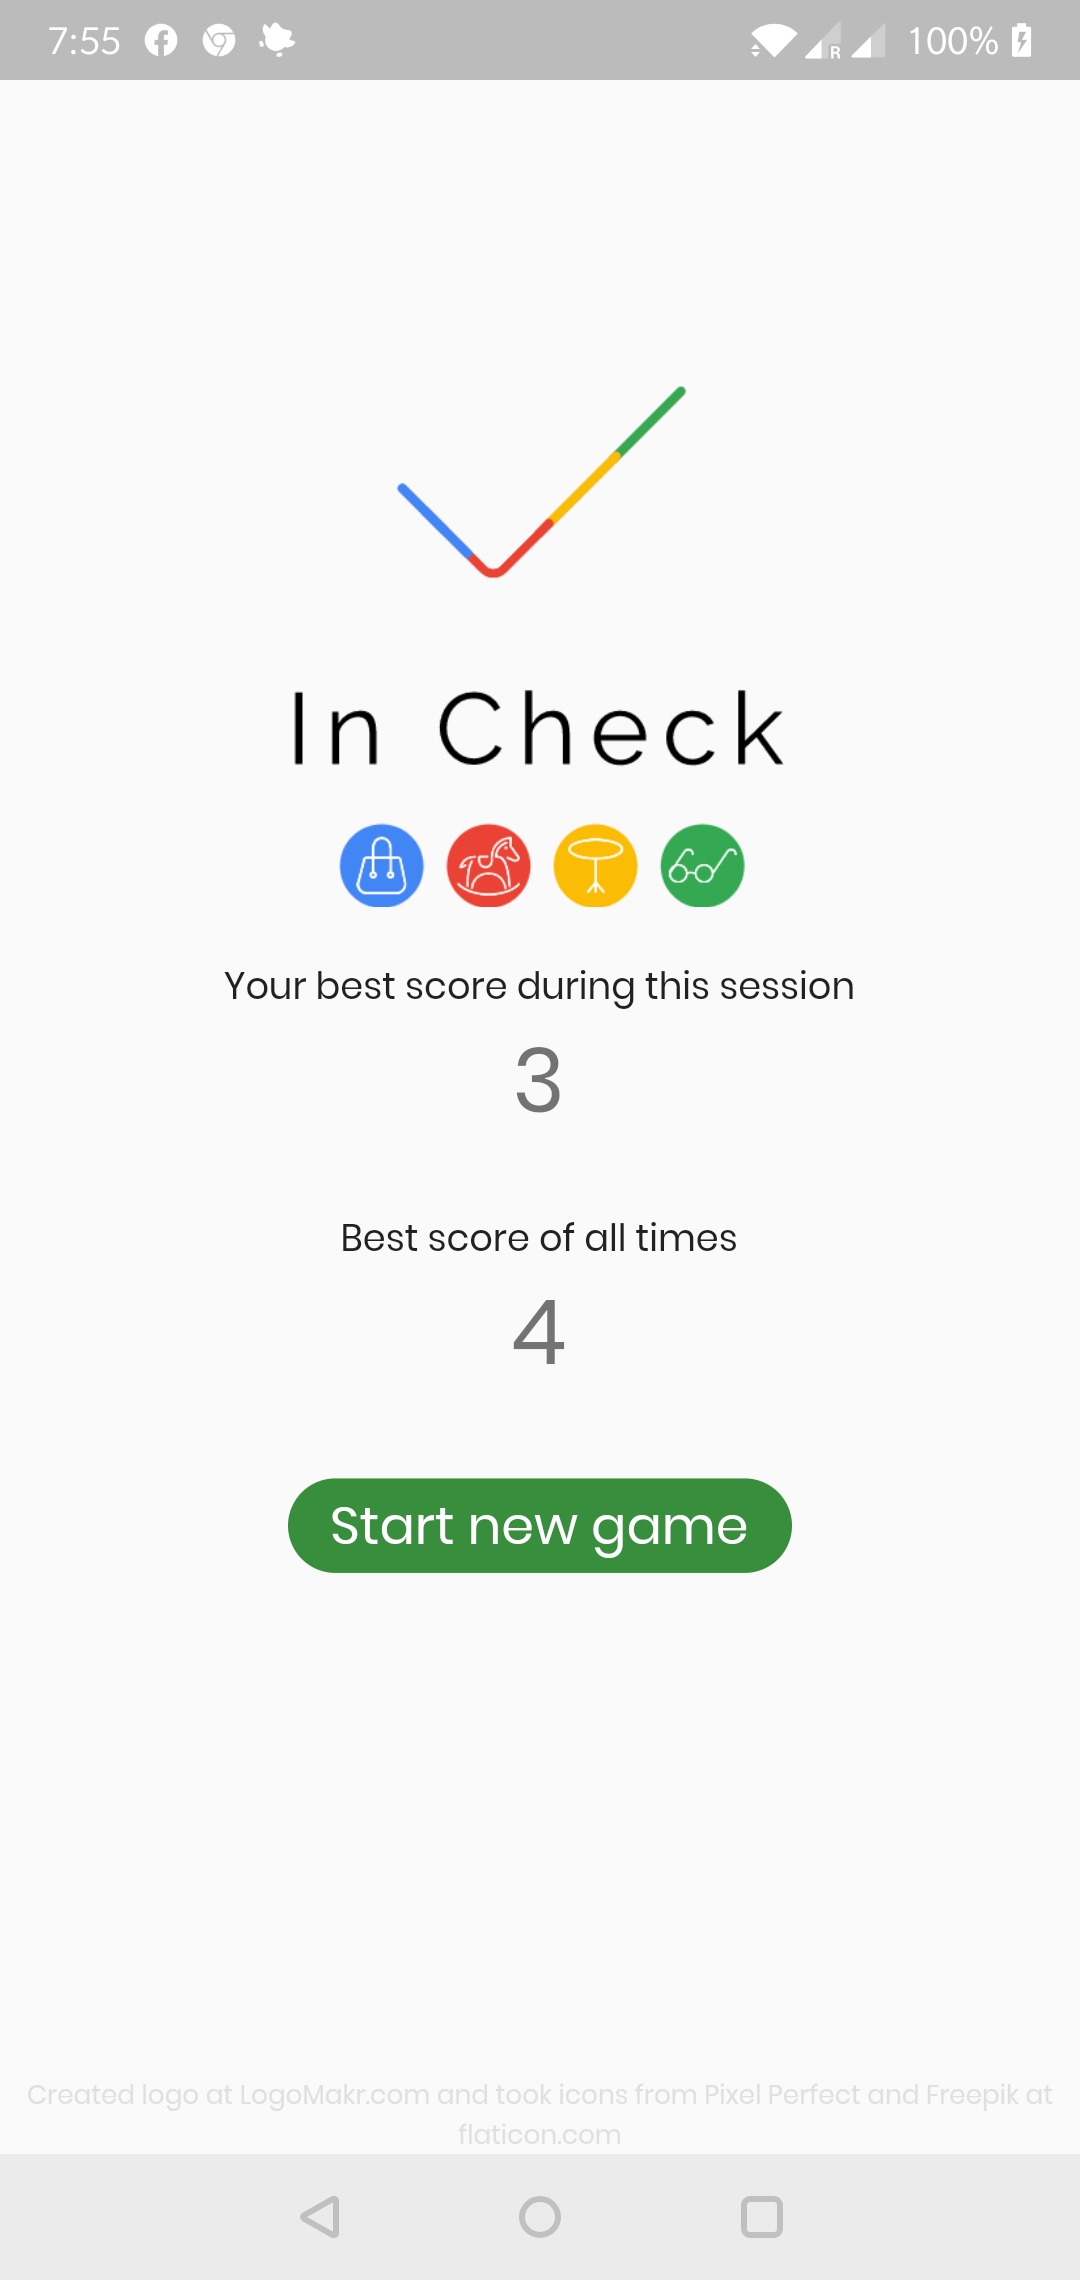 7:55 R 100%
In Check
Your best score during this session
3
Best score of all times
4
Start new game
Created logo at LogoMakr.com and took icons from Pixel Perfect and Freepik at
flaticon.com